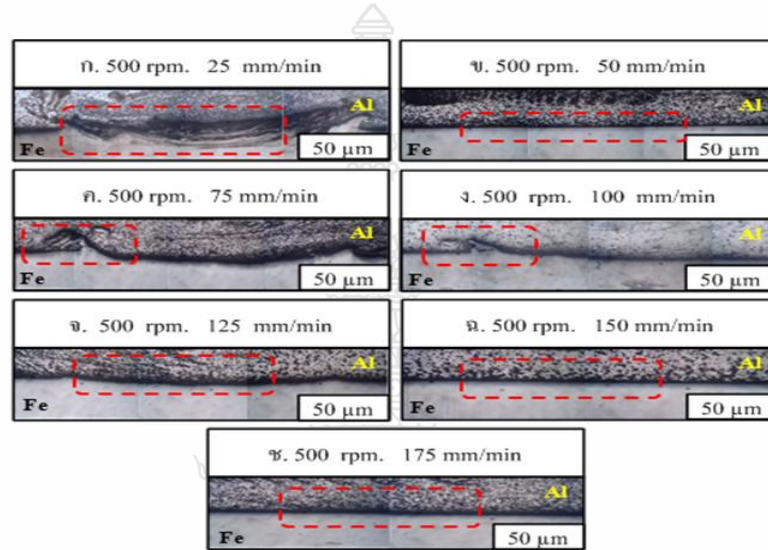 ก. 500 rpm. 25 mm/min
Al
Fe
50 µm
ข. 500 rpm. 50 mm/min
Al
Fe
50 µm
ค. 500 rpm. 75 mm/min
Al
Fe
50 µm
ง. 500 rpm. 100 mm/min
Al
Fe
50 µm
จ. 500 rpm. 125 mm/min
Al
Fe
50 µm
ฉ. 500 rpm. 150 mm/min
Al
Fe
50 µm
ช. 500 rpm. 175 mm/min
Al
Fe
50 µm